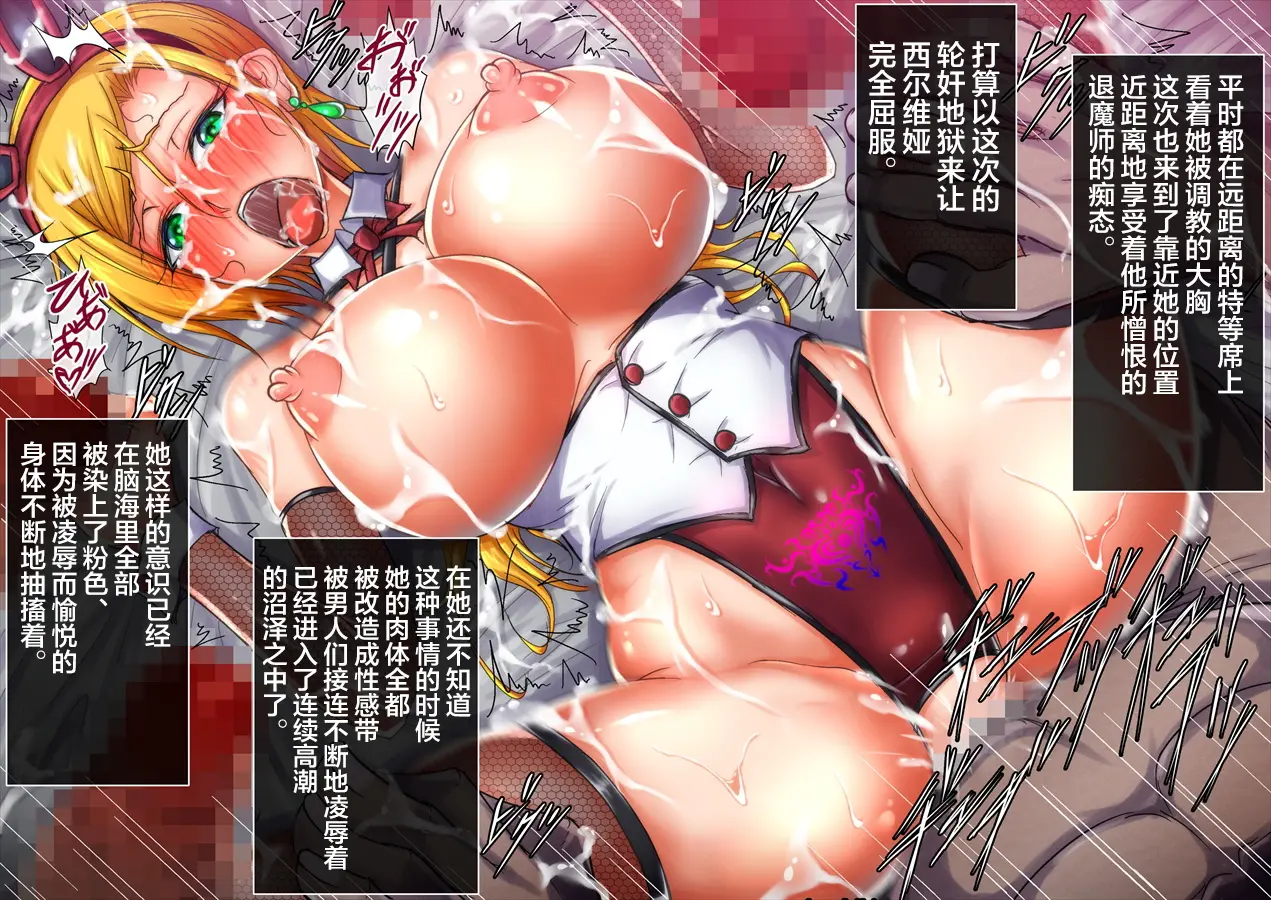 平时都在远距离的特等席上
看着她被调教的大胸
这次也来到了靠近她的位置
近距离地享受着他所憎恨的
退魔师的痴态。
打算以这次的
轮奸地狱来让
西尔维娅
完全屈服。
在她还不知道
这种事情的时候
她的肉体全都
被改造成性感带
被男人们接连不断地凌辱着
已经进入了连续高潮
的沼泽之中了。
她这样的意识已经
在脑海里全部
被染上了粉色、
因为被凌辱而愉悦的
身体不断地抽搐着。